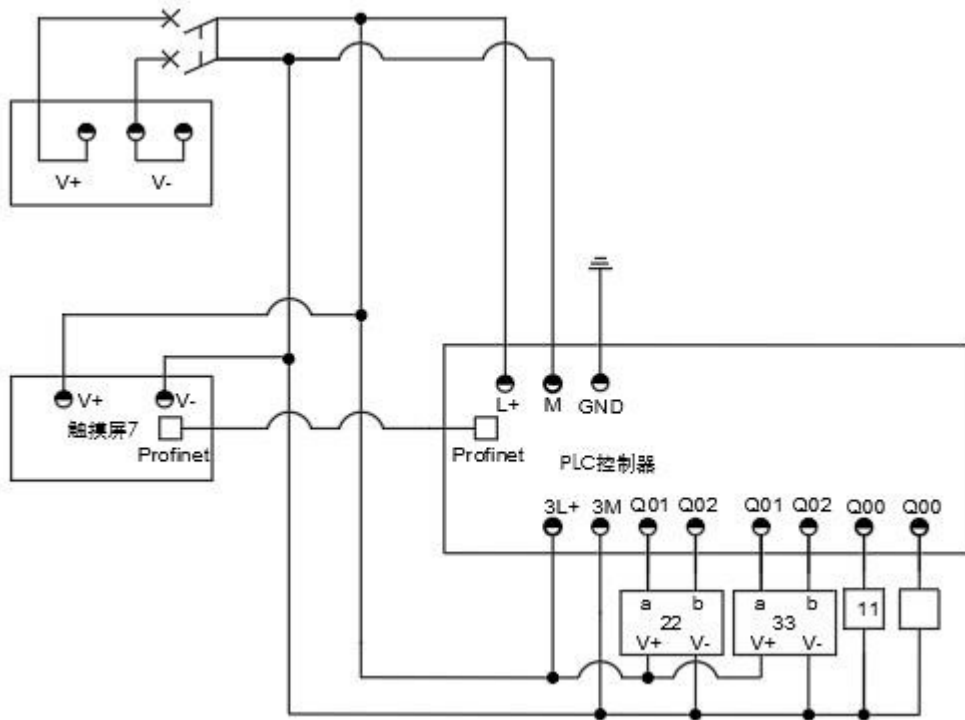 V+ V-
V+ V-
触摸屏7
Profinet
L+ M GND
Profinet
PLC控制器
3L+ 3M Q01 Q02 Q01 Q02 Q00 Q00
a b a b
22 33 11
V+ V- V+ V-